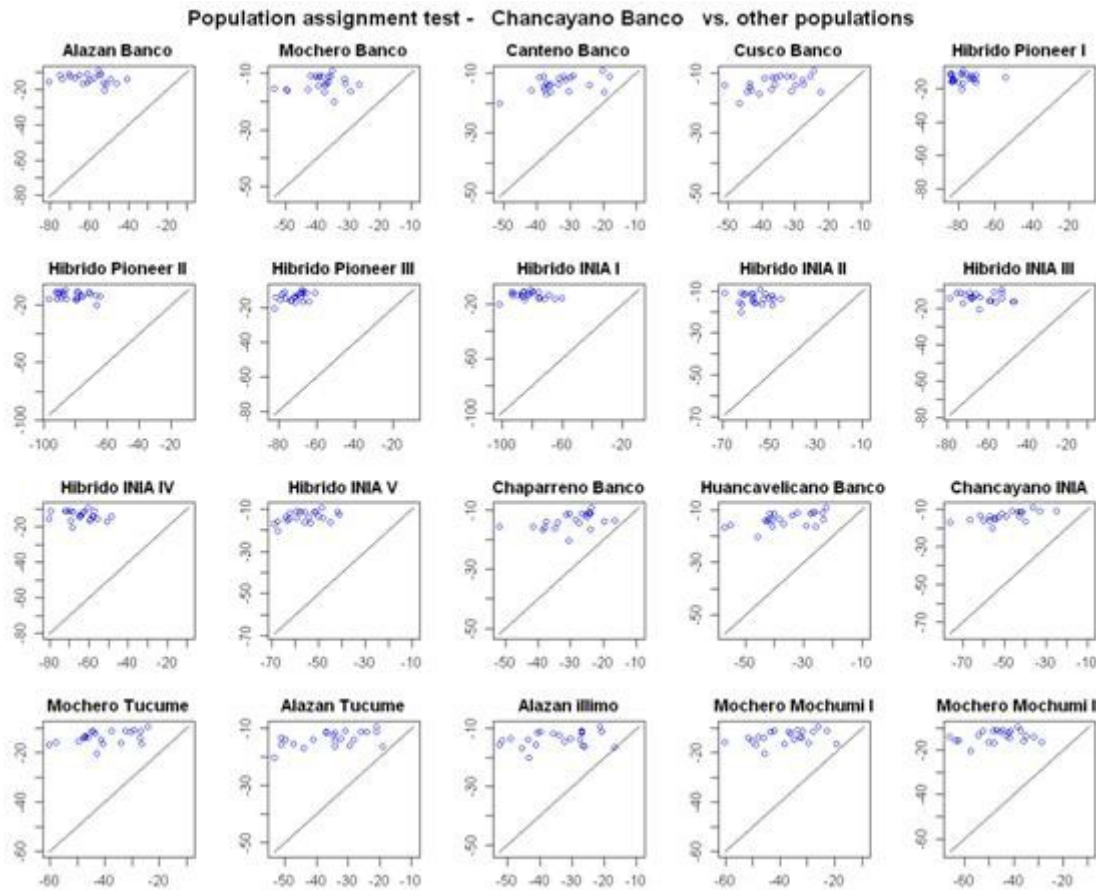 Population assignment test - Chancayano Banco vs. other populations
Alazan Banco
-20 -40 -60 -80
-80 -60 -40 -20
Mochero Banco
-10 -30 -50
-50 -40 -30 -20 -10
Canteno Banco
-10 -30 -50
-50 -40 -30 -20 -10
Cusco Banco
-10 -30 -50
-50 -40 -30 -20 -10
Hibrido Pioneer I
-20 -40 -60 -80
-80 -60 -40 -20
Hibrido Pioneer II
-20 -60 -100
-100 -80 -60 -40 -20
Hibrido Pioneer III
-20 -40 -60 -80
-80 -60 -40 -20
Hibrido INIA I
-20 -60 -100
-100 -60 -20
Hibrido INIA II
-10 -30 -50 -70
-70 -50 -30 -10
Hibrido INIA III
-20 -40 -60 -80
-80 -60 -40 -20
Hibrido INIA IV
-20 -40 -60 -80
-80 -60 -40 -20
Hibrido INIA V
-10 -30 -50 -70
-70 -50 -30 -10
Chaparreno Banco
-10 -30 -50
-50 -40 -30 -20 -10
Huancavelicano Banco
-10 -30 -50
-50 -30 -10
Chancayano INIA
-10 -30 -50 -70
-70 -50 -30 -10
Mochero Tucume
-20 -40 -60
-60 -40 -20
Alazan Tucume
-10 -30 -50
-50 -40 -30 -20 -10
Alazan illimo
-10 -30 -50
-50 -40 -30 -20 -10
Mochero Mochumi I
-20 -40 -60
-60 -50 -40 -30 -20 -10
Mochero Mochumi I
-20 -40 -60
-60 -40 -20